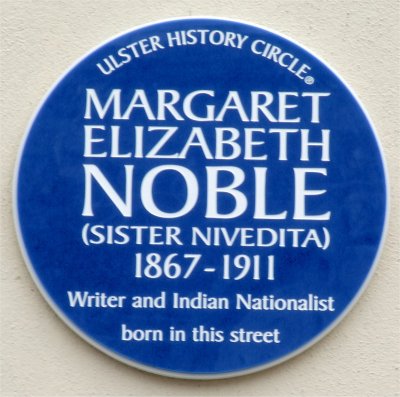 ULSTER HISTORY CIRCLE®
MARGARET
ELIZABETH
NOBLE
(SISTER NIVEDITA)
1867-1911
Writer and Indian Nationalist
born in this street